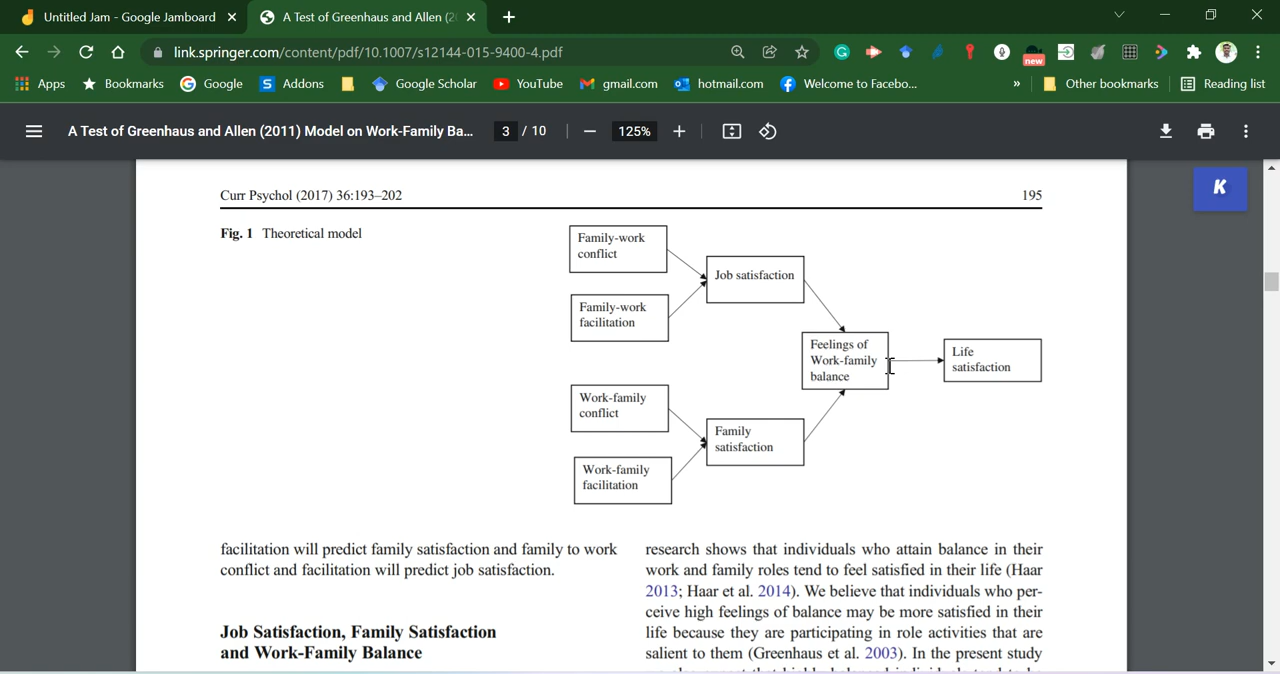 Untitled Jam - Google Jamboard
A Test of Greenhaus and Allen (2
link.springer.com/content/pdf/10.1007/s12144-015-9400-4.pdf
new
Apps Bookmarks Google Addons Google Scholar YouTube gmail.com hotmail.com Welcome to Facebo... » Other bookmarks Reading list
A Test of Greenhaus and Allen (2011) Model on Work-Family Ba... 3 / 10 125%
K
Curr Psychol (2017) 36:193–202 195
Fig. 1 Theoretical model
Family-work
conflict
Job satisfaction
Family-work
facilitation
Feelings of
Work-family
balance
Life
satisfaction
Work-family
conflict
Family
satisfaction
Work-family
facilitation
facilitation will predict family satisfaction and family to work
conflict and facilitation will predict job satisfaction.
Job Satisfaction, Family Satisfaction
and Work-Family Balance
research shows that individuals who attain balance in their
work and family roles tend to feel satisfied in their life (Haar
2013; Haar et al. 2014). We believe that individuals who per-
ceive high feelings of balance may be more satisfied in their
life because they are participating in role activities that are
salient to them (Greenhaus et al. 2003). In the present study